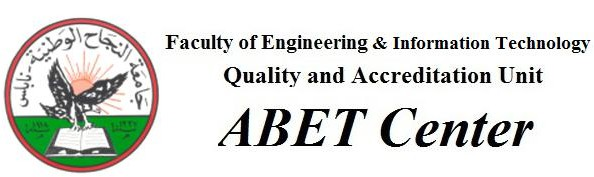 جامعة النجاح الوطنية - نابلس
Faculty of Engineering & Information Technology
Quality and Accreditation Unit
ABET Center